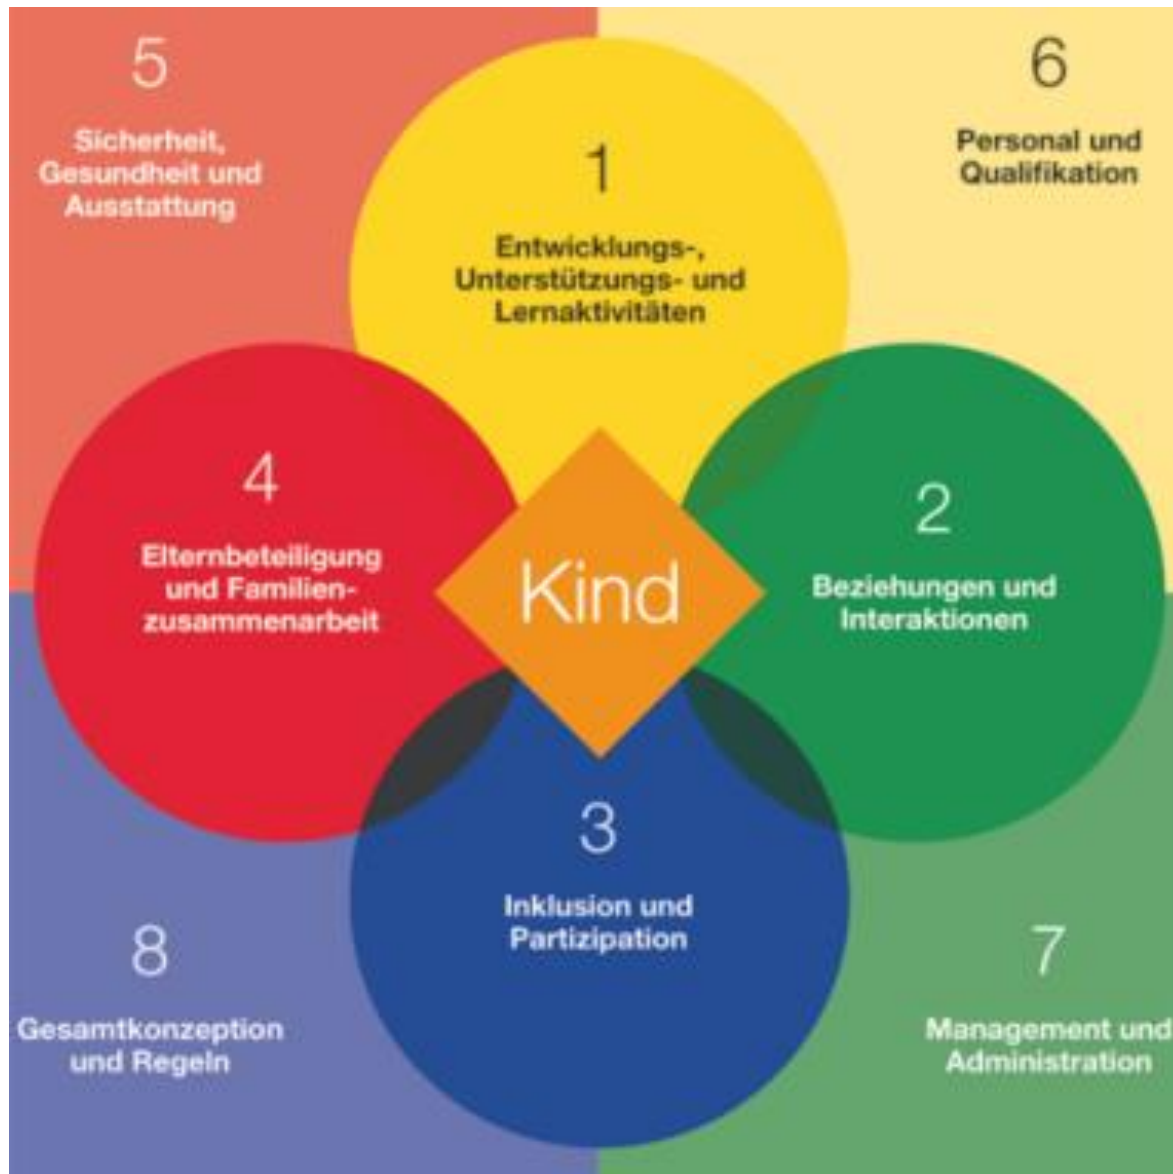 5
Sicherheit,
Gesundheit und
Ausstattung
6
Personal und
Qualifikation
1
Entwicklungs-,
Unterstützungs- und
Lernaktivitäten
4
Elternbeteiligung
und Familien-
zusammenarbeit
Kind
2
Beziehungen und
Interaktionen
3
Inklusion und
Partizipation
8
Gesamtkonzeption
und Regeln
7
Management und
Administration